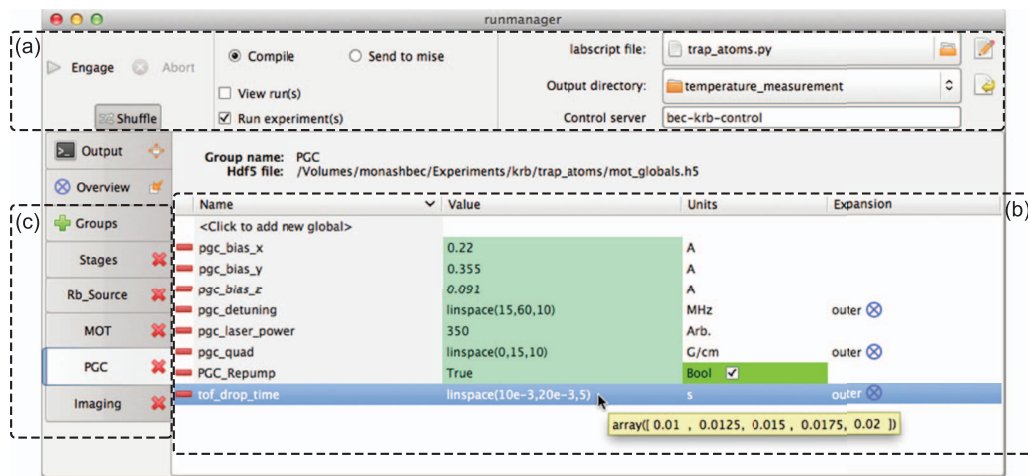 runmanager
(a)
Engage
Abort
Compile
Send to mise
View run(s)
Run experiment(s)
Shuffle
labscript file:
trap_atoms.py
Output directory:
temperature_measurement
Control server
bec-krb-control
Output
Overview
Group name: PGC
Hdf5 file: /Volumes/monashbec/Experiments/krb/trap_atoms/mot_globals.h5
(c)
Groups
Stages
Rb_Source
MOT
PGC
Imaging
(b)
Name Value Units Expansion
<Click to add new global>
pgc_bias_x 0.22 A
pgc_bias_y 0.355 A
pgc_bias_z 0.091 A
pgc_detuning linspace(15,60,10) MHz outer
pgc_laser_power 350 Arb.
pgc_quad linspace(0,15,10) G/cm outer
PGC_Repump True Bool
tof_drop_time linspace(10e-3,20e-3,5) s outer
array([ 0.01 , 0.0125, 0.015 , 0.0175, 0.02 ])